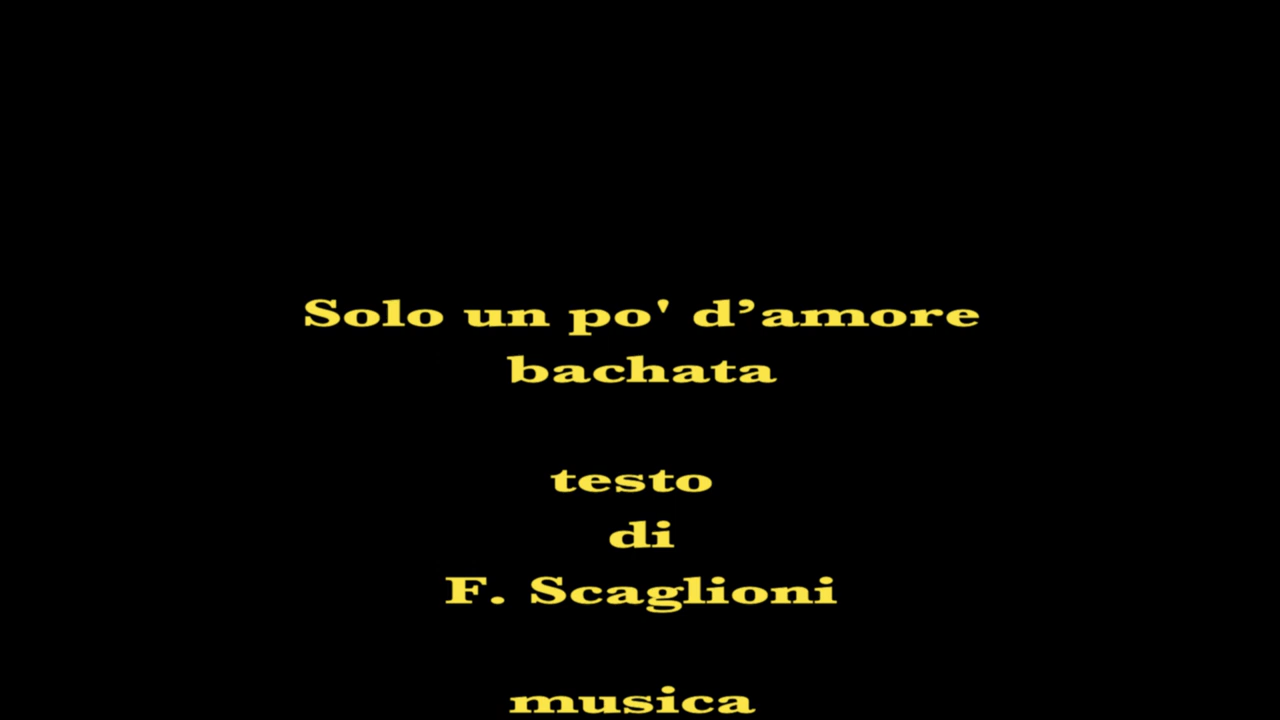 Solo un po' d’amore
bachata
testo
di
F. Scaglioni
musica